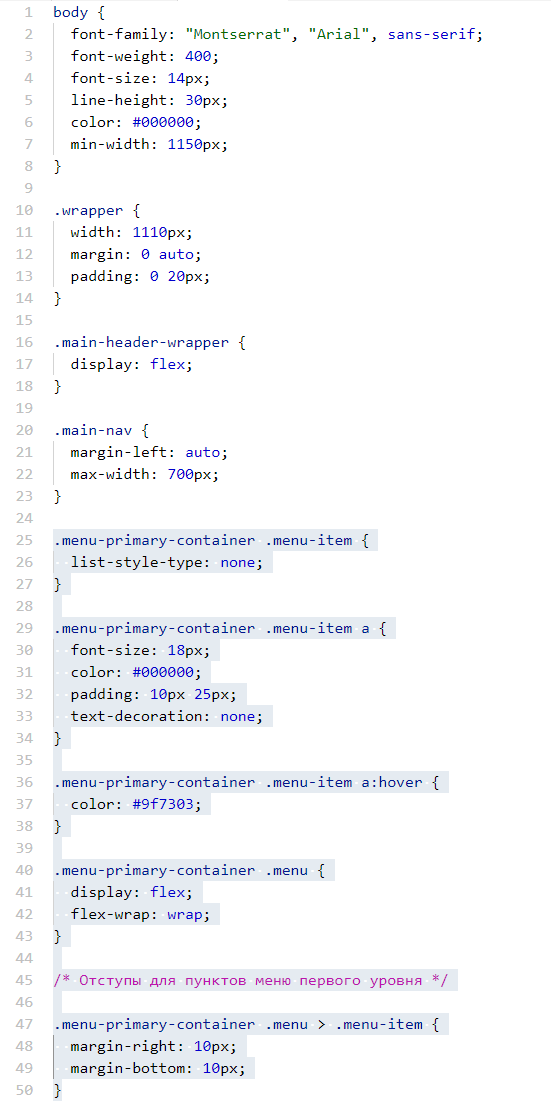 1 body {
2   font-family: "Montserrat", "Arial", sans-serif;
3   font-weight: 400;
4   font-size: 14px;
5   line-height: 30px;
6   color: #000000;
7   min-width: 1150px;
8 }
9
10 .wrapper {
11   width: 1110px;
12   margin: 0 auto;
13   padding: 0 20px;
14 }
15
16 .main-header-wrapper {
17   display: flex;
18 }
19
20 .main-nav {
21   margin-left: auto;
22   max-width: 700px;
23 }
24
25 .menu-primary-container .menu-item {
26   list-style-type: none;
27 }
28
29 .menu-primary-container .menu-item a {
30   font-size: 18px;
31   color: #000000;
32   padding: 10px 25px;
33   text-decoration: none;
34 }
35
36 .menu-primary-container .menu-item a:hover {
37   color: #9f7303;
38 }
39
40 .menu-primary-container .menu {
41   display: flex;
42   flex-wrap: wrap;
43 }
44
45 /* Отступы для пунктов меню первого уровня */
46
47 .menu-primary-container .menu > .menu-item {
48   margin-right: 10px;
49   margin-bottom: 10px;
50 }